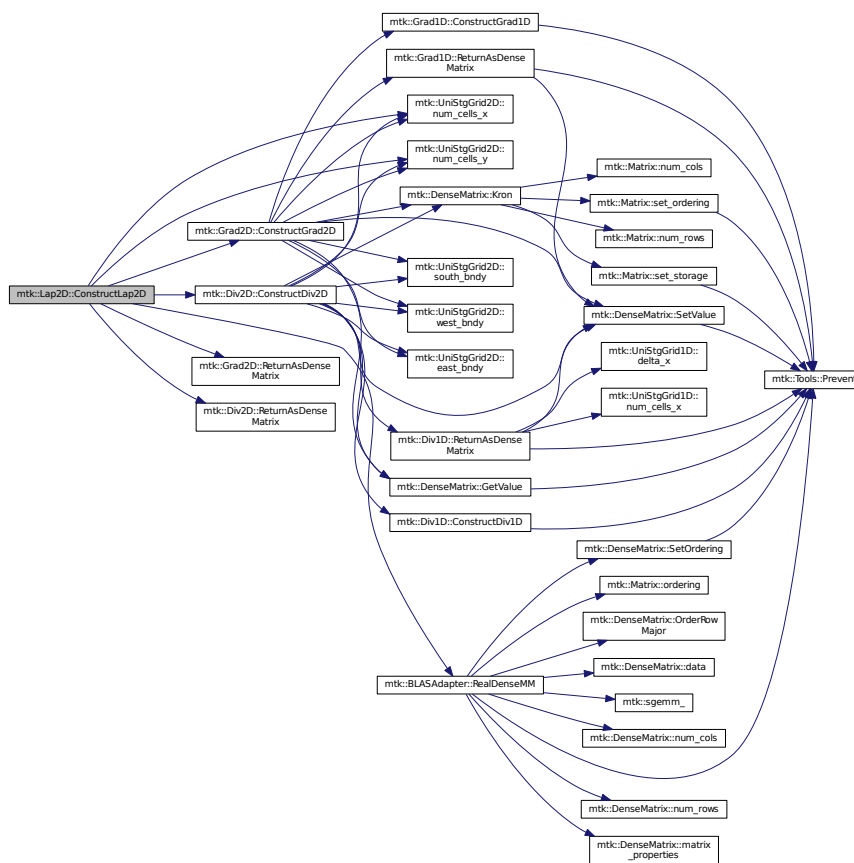 mtk::Grad1D::ConstructGrad1D
mtk::Grad1D::ReturnAsDense
Matrix
mtk::UniStgGrid2D::
num_cells_x
mtk::UniStgGrid2D::
num_cells_y
mtk::Matrix::num_cols
mtk::DenseMatrix::Kron
mtk::Matrix::set_ordering
mtk::Grad2D::ConstructGrad2D
mtk::Matrix::num_rows
mtk::UniStgGrid2D::
south_bndy
mtk::Matrix::set_storage
mtk::Lap2D::ConstructLap2D
mtk::Div2D::ConstructDiv2D
mtk::UniStgGrid2D::
west_bndy
mtk::DenseMatrix::SetValue
mtk::UniStgGrid2D::
east_bndy
mtk::UniStgGrid1D::
delta_x
mtk::Grad2D::ReturnAsDense
Matrix
mtk::Tools::Prevent
mtk::UniStgGrid1D::
num_cells_x
mtk::Div2D::ReturnAsDense
Matrix
mtk::Div1D::ReturnAsDense
Matrix
mtk::DenseMatrix::GetValue
mtk::Div1D::ConstructDiv1D
mtk::DenseMatrix::SetOrdering
mtk::Matrix::ordering
mtk::DenseMatrix::OrderRow
Major
mtk::DenseMatrix::data
mtk::BLASAdapter::RealDenseMM
mtk::sgemm_
mtk::DenseMatrix::num_cols
mtk::DenseMatrix::num_rows
mtk::DenseMatrix::matrix
_properties